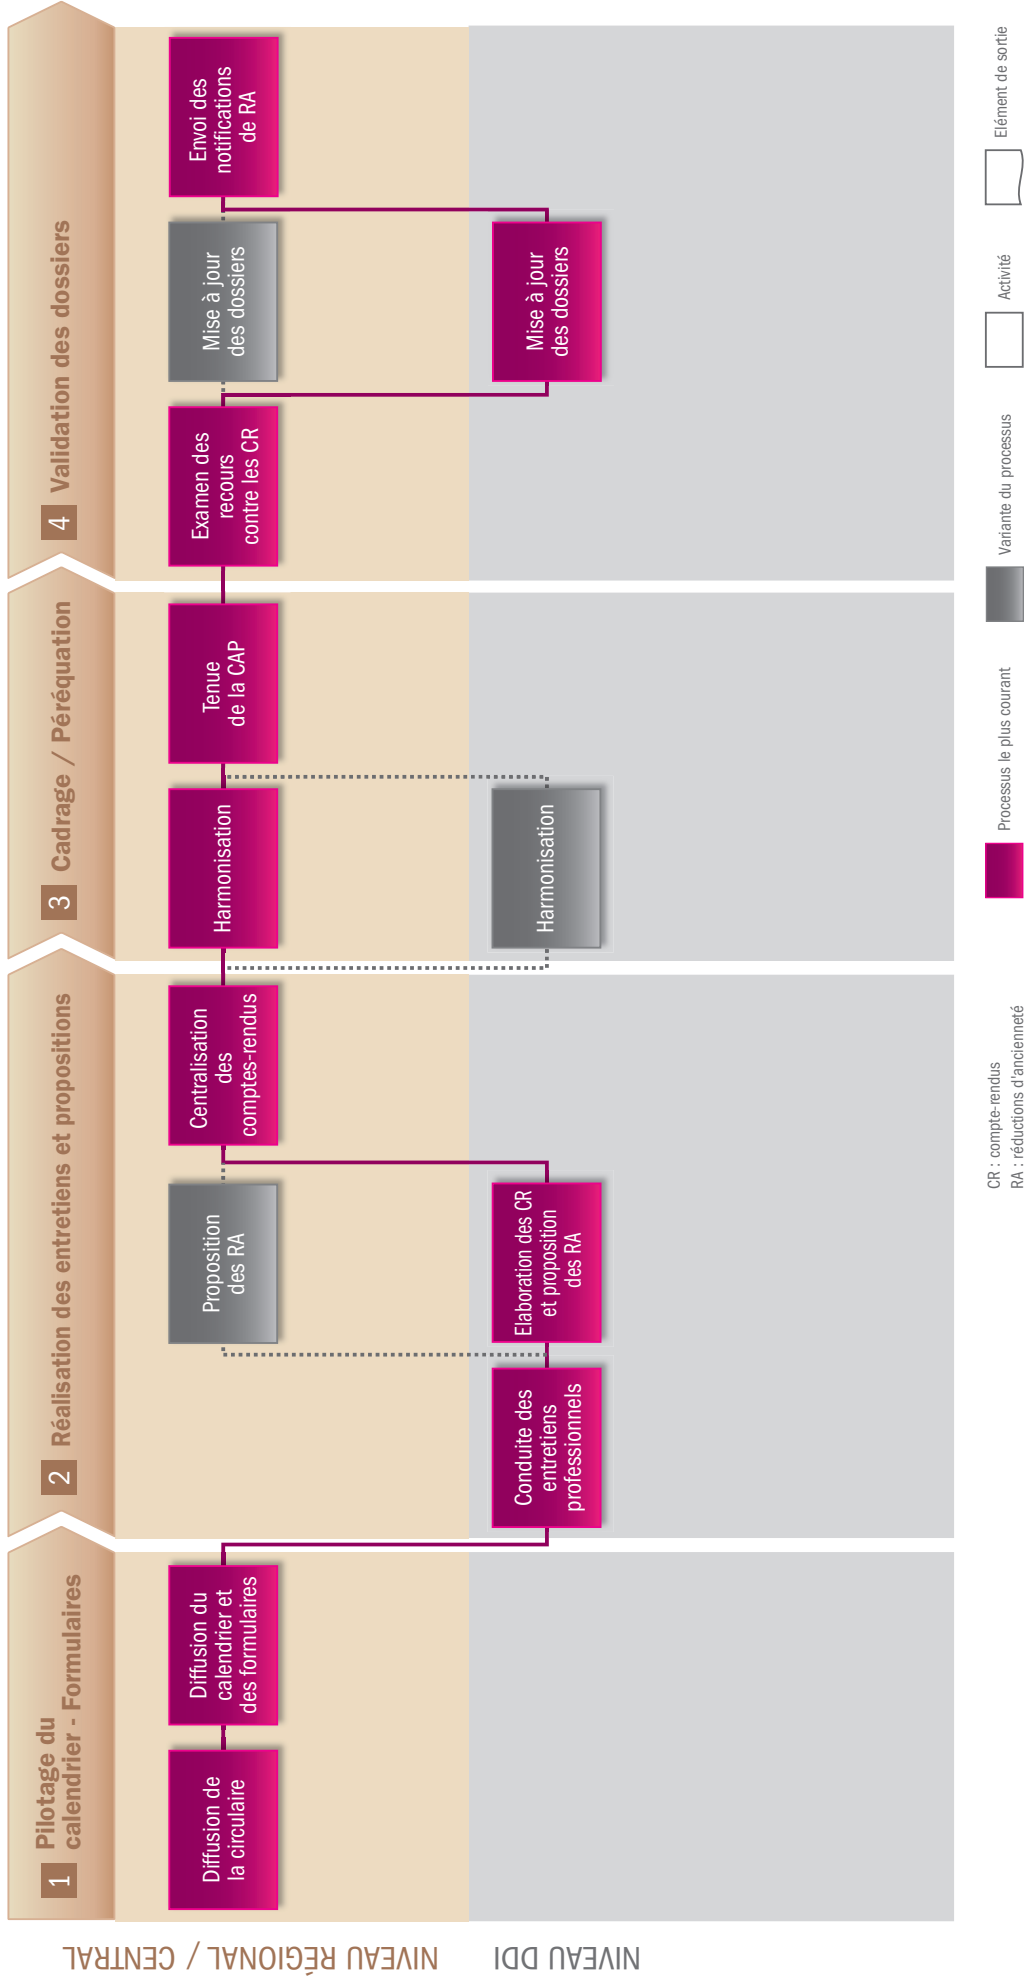 1
Pilotage du
calendrier - Formulaires
2
Réalisation des entretiens et propositions
3
Cadrage / Péréquation
4
Validation des dossiers
NIVEAU RÉGIONAL / CENTRAL
Diffusion de
la circulaire
Diffusion du
calendrier et
des formulaires
Proposition
des RA
Centralisation
des
comptes-rendus
Harmonisation
Tenue
de la CAP
Examen des
recours
contre les CR
Mise à jour
des dossiers
Envoi des
notifications
de RA
NIVEAU DDI
Conduite des
entretiens
professionnels
Elaboration des CR
et proposition
des RA
Harmonisation
Mise à jour
des dossiers
CR : compte-rendus
RA : réductions d'ancienneté
Processus le plus courant
Variante du processus
Activité
Elément de sortie